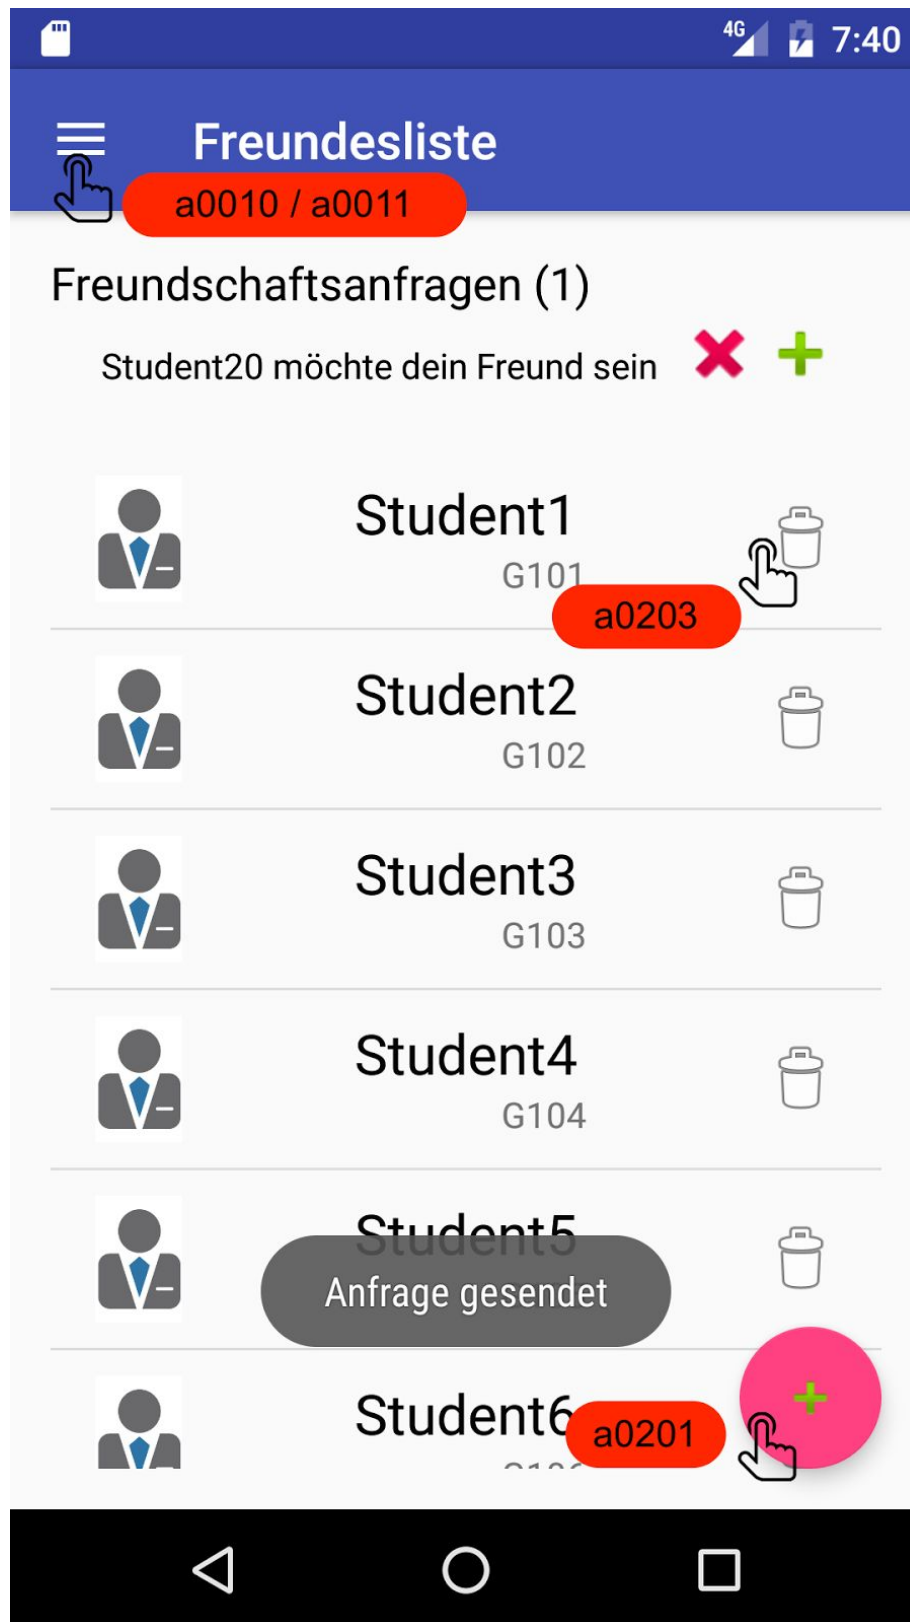 4G 7:40
Freundesliste
a0010 / a0011
Freundschaftsanfragen (1)
Student20 möchte dein Freund sein
Student1
G101
a0203
Student2
G102
Student3
G103
Student4
G104
Student5
Anfrage gesendet
Student6
a0201